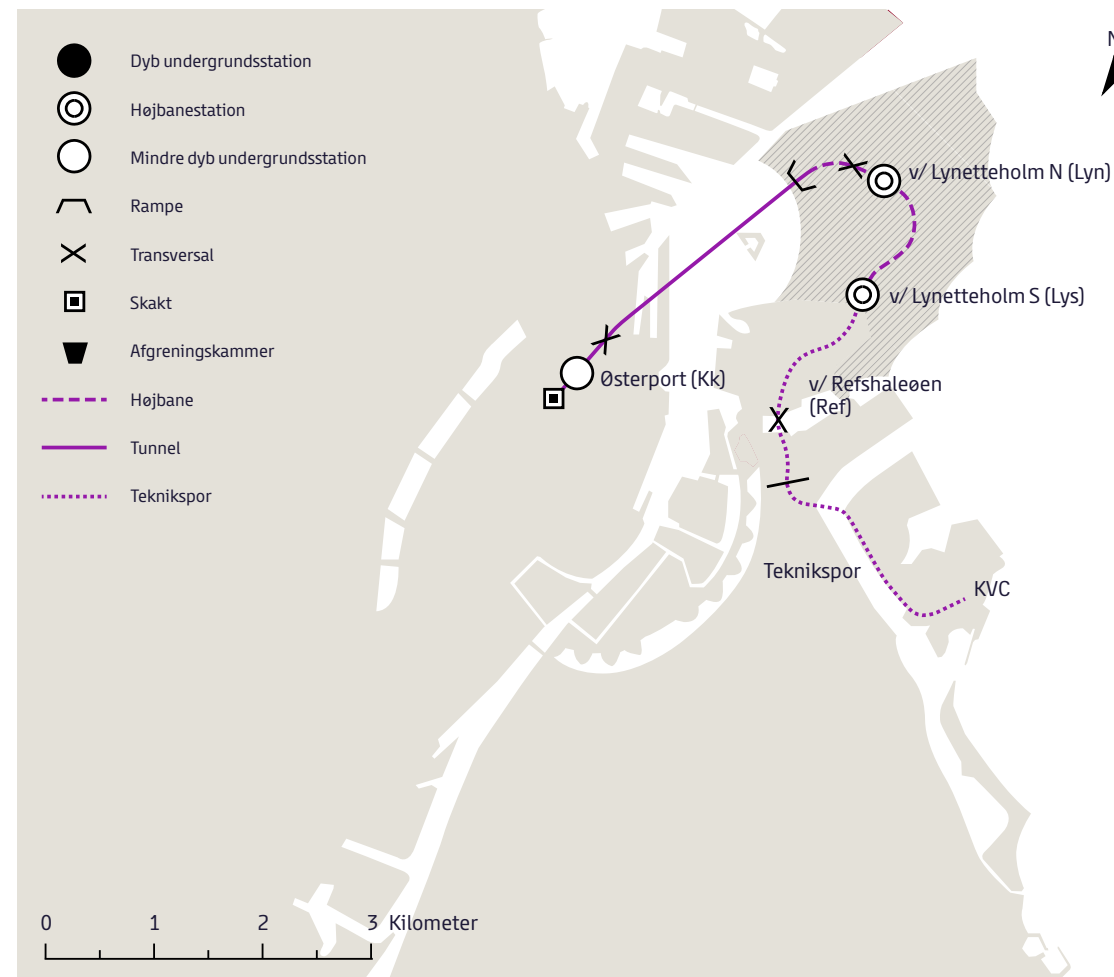 Dyb undergrundsstation
Højbanestation
Mindre dyb undergrundsstation
Rampe
Transversal
Skakt
Afgreningskammer
Højbane
Tunnel
Teknikspor
N
v/ Lynetteholm N (Lyn)
v/ Lynetteholm S (Lys)
Østerport (Kk)
v/ Refshaleøen
(Ref)
Teknikspor
KVC
0 1 2 3 Kilometer